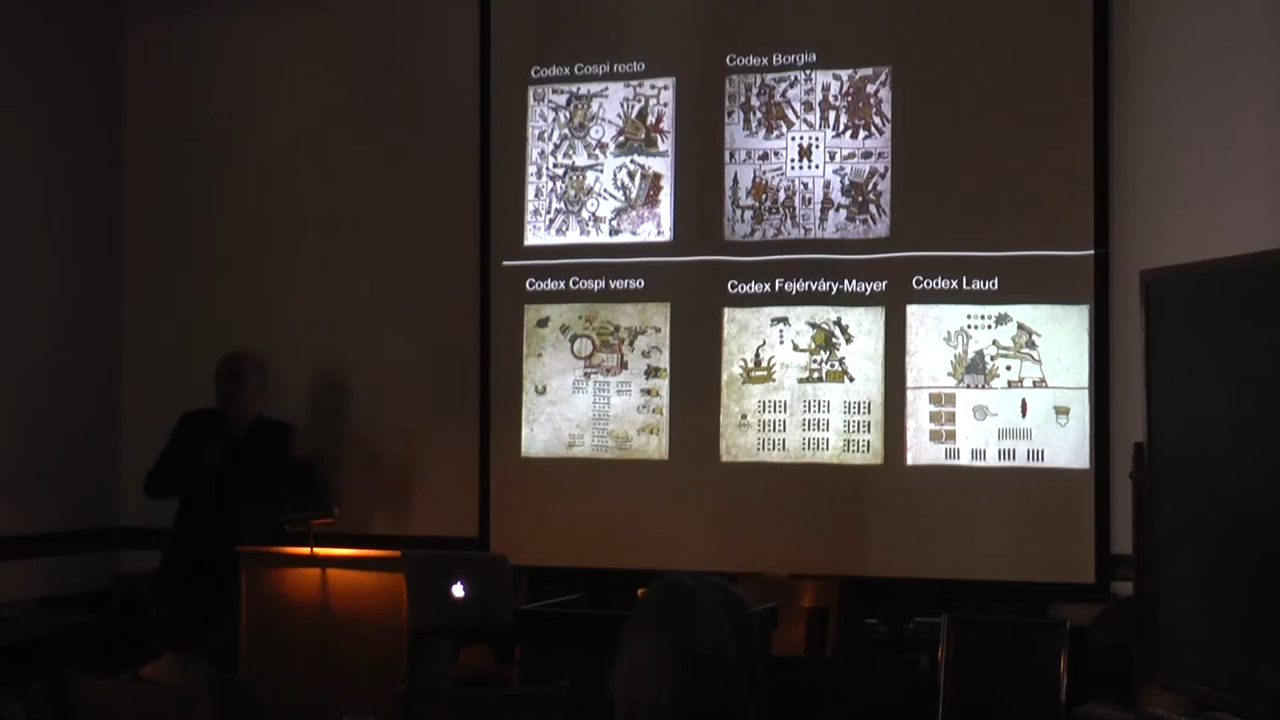 Codex Cospi recto
Codex Borgia
Codex Cospi verso
Codex Fejérváry-Mayer
Codex Laud